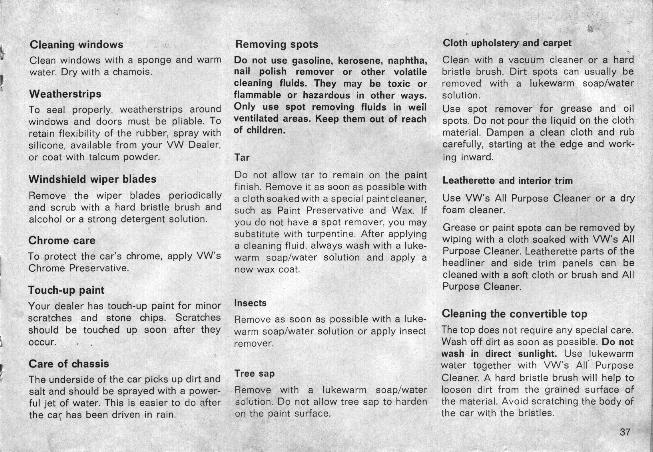 Cleaning windows
Clean windows with a sponge and warm
water. Dry with a chamois.
Weatherstrips
To seal properly, weatherstrips around
windows and doors must be pliable. To
retain flexibility of the rubber, spray with
silicone, available from your VW Dealer,
or coat with talcum powder.
Windshield wiper blades
Remove the wiper blades periodically
and scrub with a hard bristle brush and
alcohol or a strong detergent solution.
Chrome care
To protect the car's chrome, apply VW's
Chrome Preservative.
Touch-up paint
Your dealer has touch-up paint for minor
scratches and stone chips. Scratches
should be touched up soon after they
occur.
Care of chassis
The underside of the car picks up dirt and
salt and should be sprayed with a power-
ful jet of water. This is easier to do after
the car has been driven in rain.
Removing spots
Do not use gasoline, kerosene, naphtha,
nail polish remover or other volatile
cleaning fluids. They may be toxic or
flammable or hazardous in other ways.
Only use spot removing fluids in well
ventilated areas. Keep them out of reach
of children.
Tar
Do not allow tar to remain on the paint
finish. Remove it as soon as possible with
a cloth soaked with a special paint cleaner,
such as Paint Preservative and Wax. If
you do not have a spot remover, you may
substitute with turpentine. After applying
a cleaning fluid, always wash with a luke-
warm soap/water solution and apply a
new wax coat.
Insects
Remove as soon as possible with a luke-
warm soap/water solution or apply insect
remover.
Tree sap
Remove with a lukewarm soap/water
solution. Do not allow tree sap to harden
on the paint surface.
Cloth upholstery and carpet
Clean with a vacuum cleaner or a hard
bristle brush. Dirt spots can usually be
removed with a lukewarm soap/water
solution.
Use spot remover for grease and oil
spots. Do not pour the liquid on the cloth
material. Dampen a clean cloth and rub
carefully, starting at the edge and work-
ing inward.
Leatherette and interior trim
Use VW's All Purpose Cleaner or a dry
foam cleaner.
Grease or paint spots can be removed by
wiping with a cloth soaked with VW's All
Purpose Cleaner. Leatherette parts of the
headliner and side trim panels can be
cleaned with a soft cloth or brush and All
Purpose Cleaner.
Cleaning the convertible top
The top does not require any special care.
Wash off dirt as soon as possible. Do not
wash in direct sunlight. Use lukewarm
water together with VW's All Purpose
Cleaner. A hard bristle brush will help to
loosen dirt from the grained surface of
the material. Avoid scratching the body of
the car with the bristles.
37